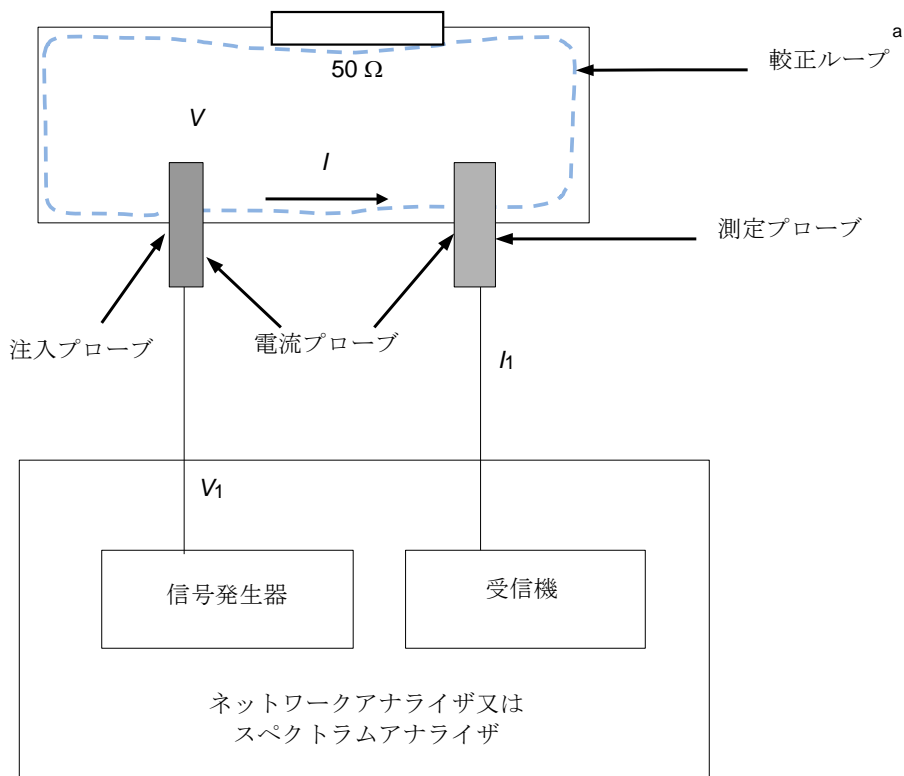 50 Ω
a
較正ループ
V
I
測定プローブ
注入プローブ
電流プローブ
I1
V1
信号発生器
受信機
ネットワークアナライザ又は
スペクトラムアナライザ